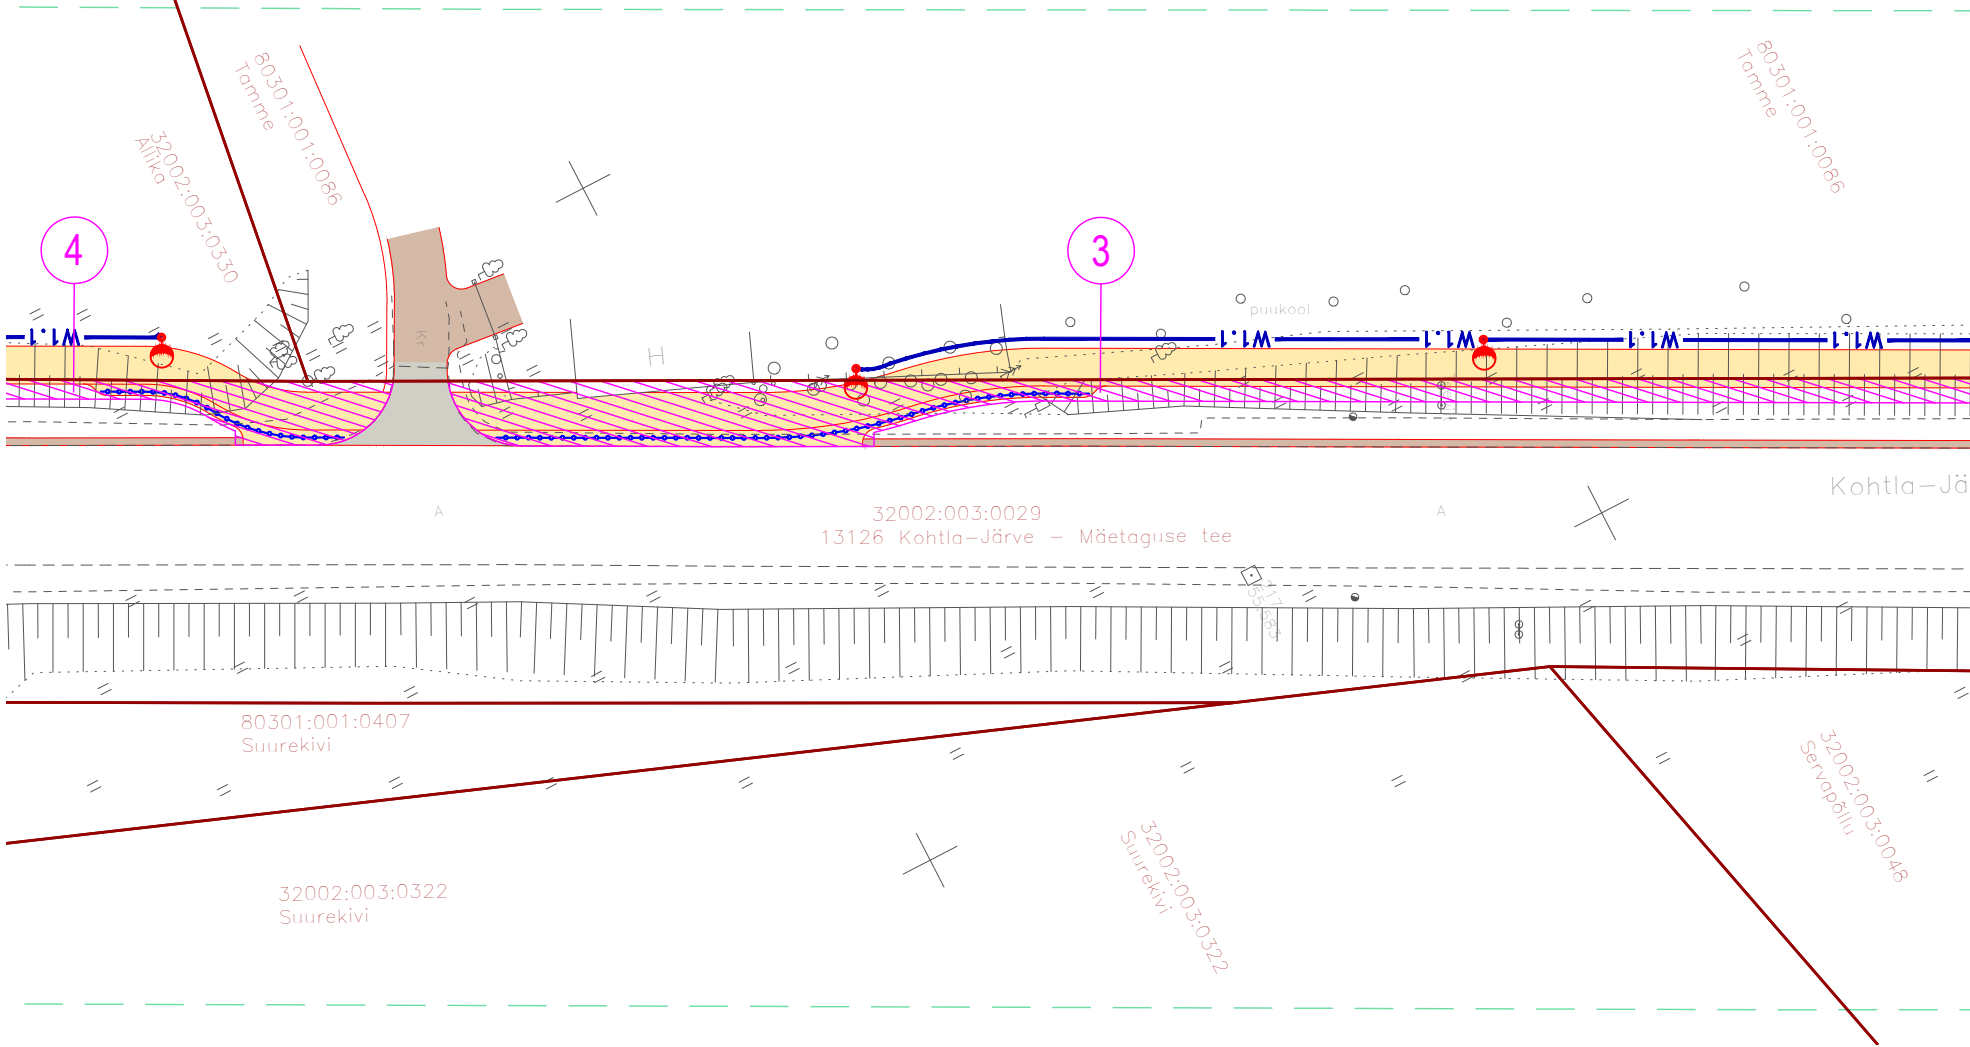 80301:001:0086
Tamme
80301:001:0086
Tamme
32002:003:0330
Allika
4
3
puukool
W1.1
W1.1
W1.1
W1.1
W1.1
Kr
H
Kohtla-Jä
A
A
32002:003:0029
13126 Kohtla-Järve - Mäetaguse tee
80301:001:0407
Suurekivi
32002:003:0048
Servapõllu
32002:003:0322
Suurekivi
32002:003:0322
Suurekivi